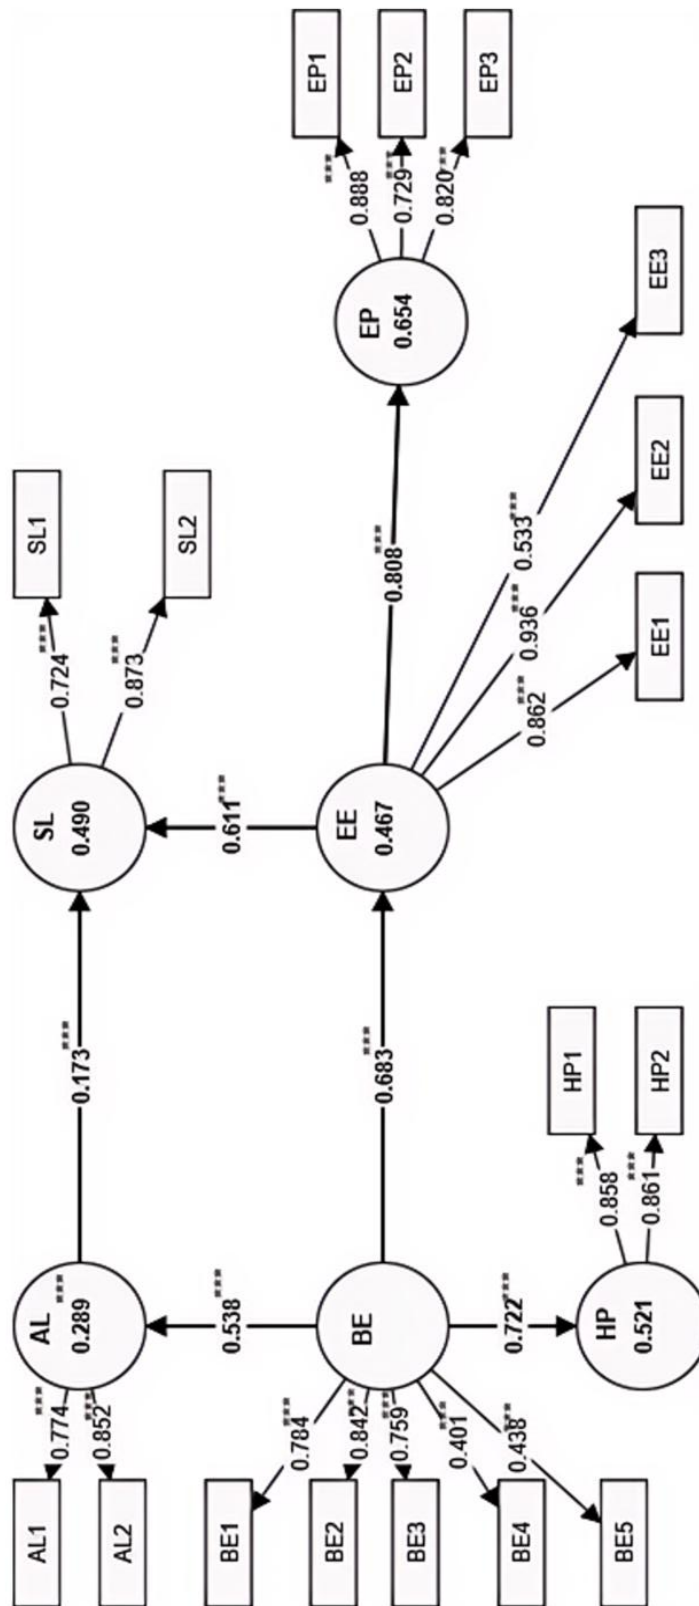 AL1
AL2
0.774***
0.852***
AL
0.289***
0.173***
SL
0.490
0.724***
0.873***
SL1
SL2
0.538***
0.611***
BE1
BE2
BE3
BE4
BE5
0.784***
0.842***
0.759***
0.401***
0.438***
BE
0.683***
EE
0.467
0.808***
EP
0.654
0.888***
0.729***
0.820***
EP1
EP2
EP3
0.722***
HP
0.521
0.858***
0.861***
HP1
HP2
0.862***
0.936***
0.533***
EE1
EE2
EE3